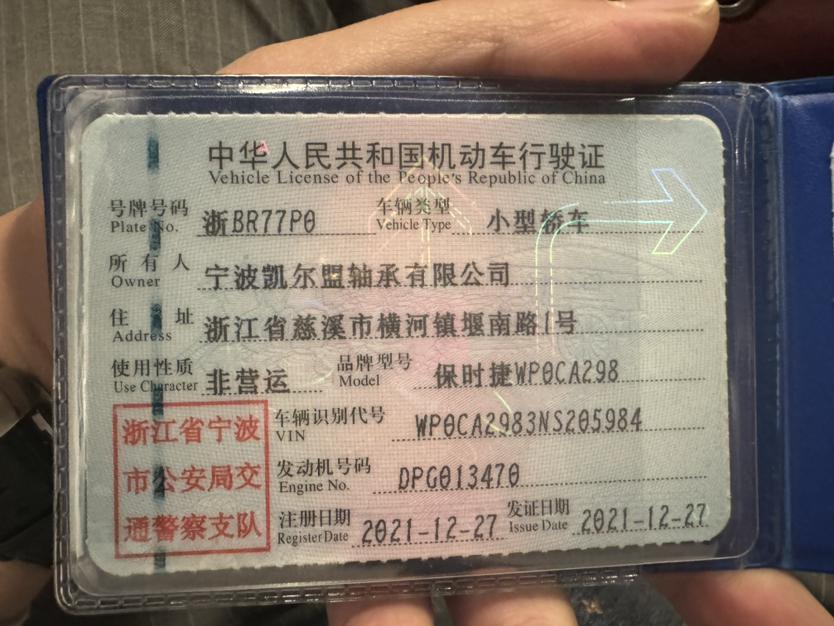 中华人民共和国机动车行驶证
Vehicle License of the People's Republic of China
号牌号码 浙BR77P0 车辆类型 小型轿车
Plate No. Vehicle Type
所有人 宁波凯尔盟轴承有限公司
Owner
住址 浙江省慈溪市横河镇堰南路1号
Address
使用性质 非营运 品牌型号 保时捷WP0CA298
Use Character Model
浙江省宁波
市公安局交
通警察支队
车辆识别代号 WP0CA2983NS205984
VIN
发动机号码 DPG013470
Engine No.
注册日期 2021-12-27 发证日期 2021-12-27
Register Date Issue Date